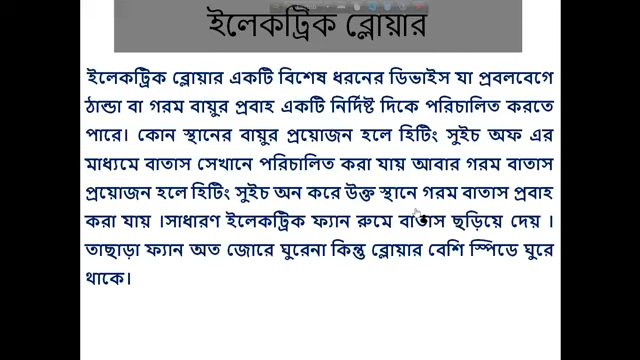 ইলেকট্রিক ব্লোয়ার
ইলেকট্রিক ব্লোয়ার একটি বিশেষ ধরনের ডিভাইস যা প্রবলবেগে
ঠান্ডা বা গরম বায়ুর প্রবাহ একটি নির্দিষ্ট দিকে পরিচালিত করতে
পারে। কোন স্থানের বায়ুর প্রয়োজন হলে হিটিং সুইচ অফ এর
মাধ্যমে বাতাস সেখানে পরিচালিত করা যায় আবার গরম বাতাস
প্রয়োজন হলে হিটিং সুইচ অন করে উক্ত স্থানে গরম বাতাস প্রবাহ
করা যায় ।সাধারণ ইলেকট্রিক ফ্যান রুমে বাতাস ছড়িয়ে দেয় ।
তাছাড়া ফ্যান অত জোরে ঘুরেনা কিন্তু ব্লোয়ার বেশি স্পিডে ঘুরে
থাকে।